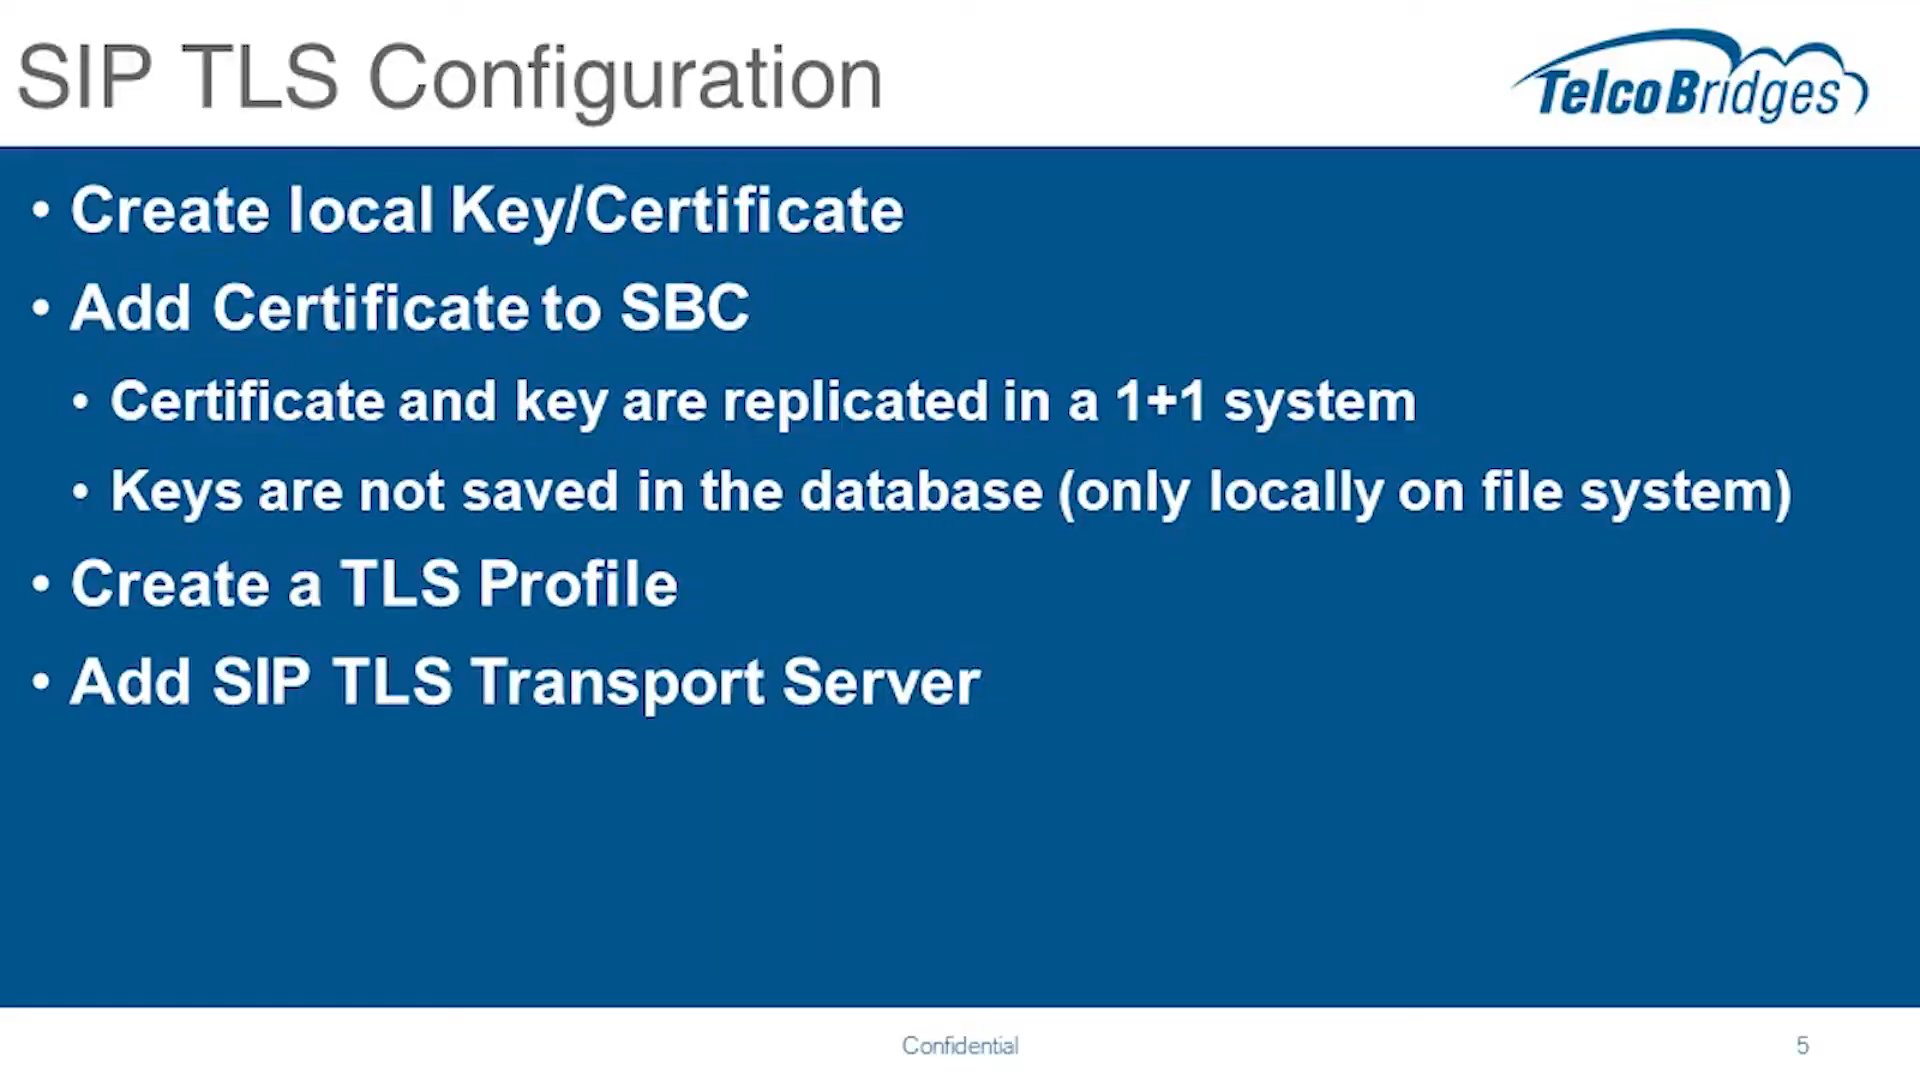 SIP TLS Configuration
TelcoBridges
• Create local Key/Certificate
• Add Certificate to SBC
• Certificate and key are replicated in a 1+1 system
• Keys are not saved in the database (only locally on file system)
• Create a TLS Profile
• Add SIP TLS Transport Server
Confidential
5